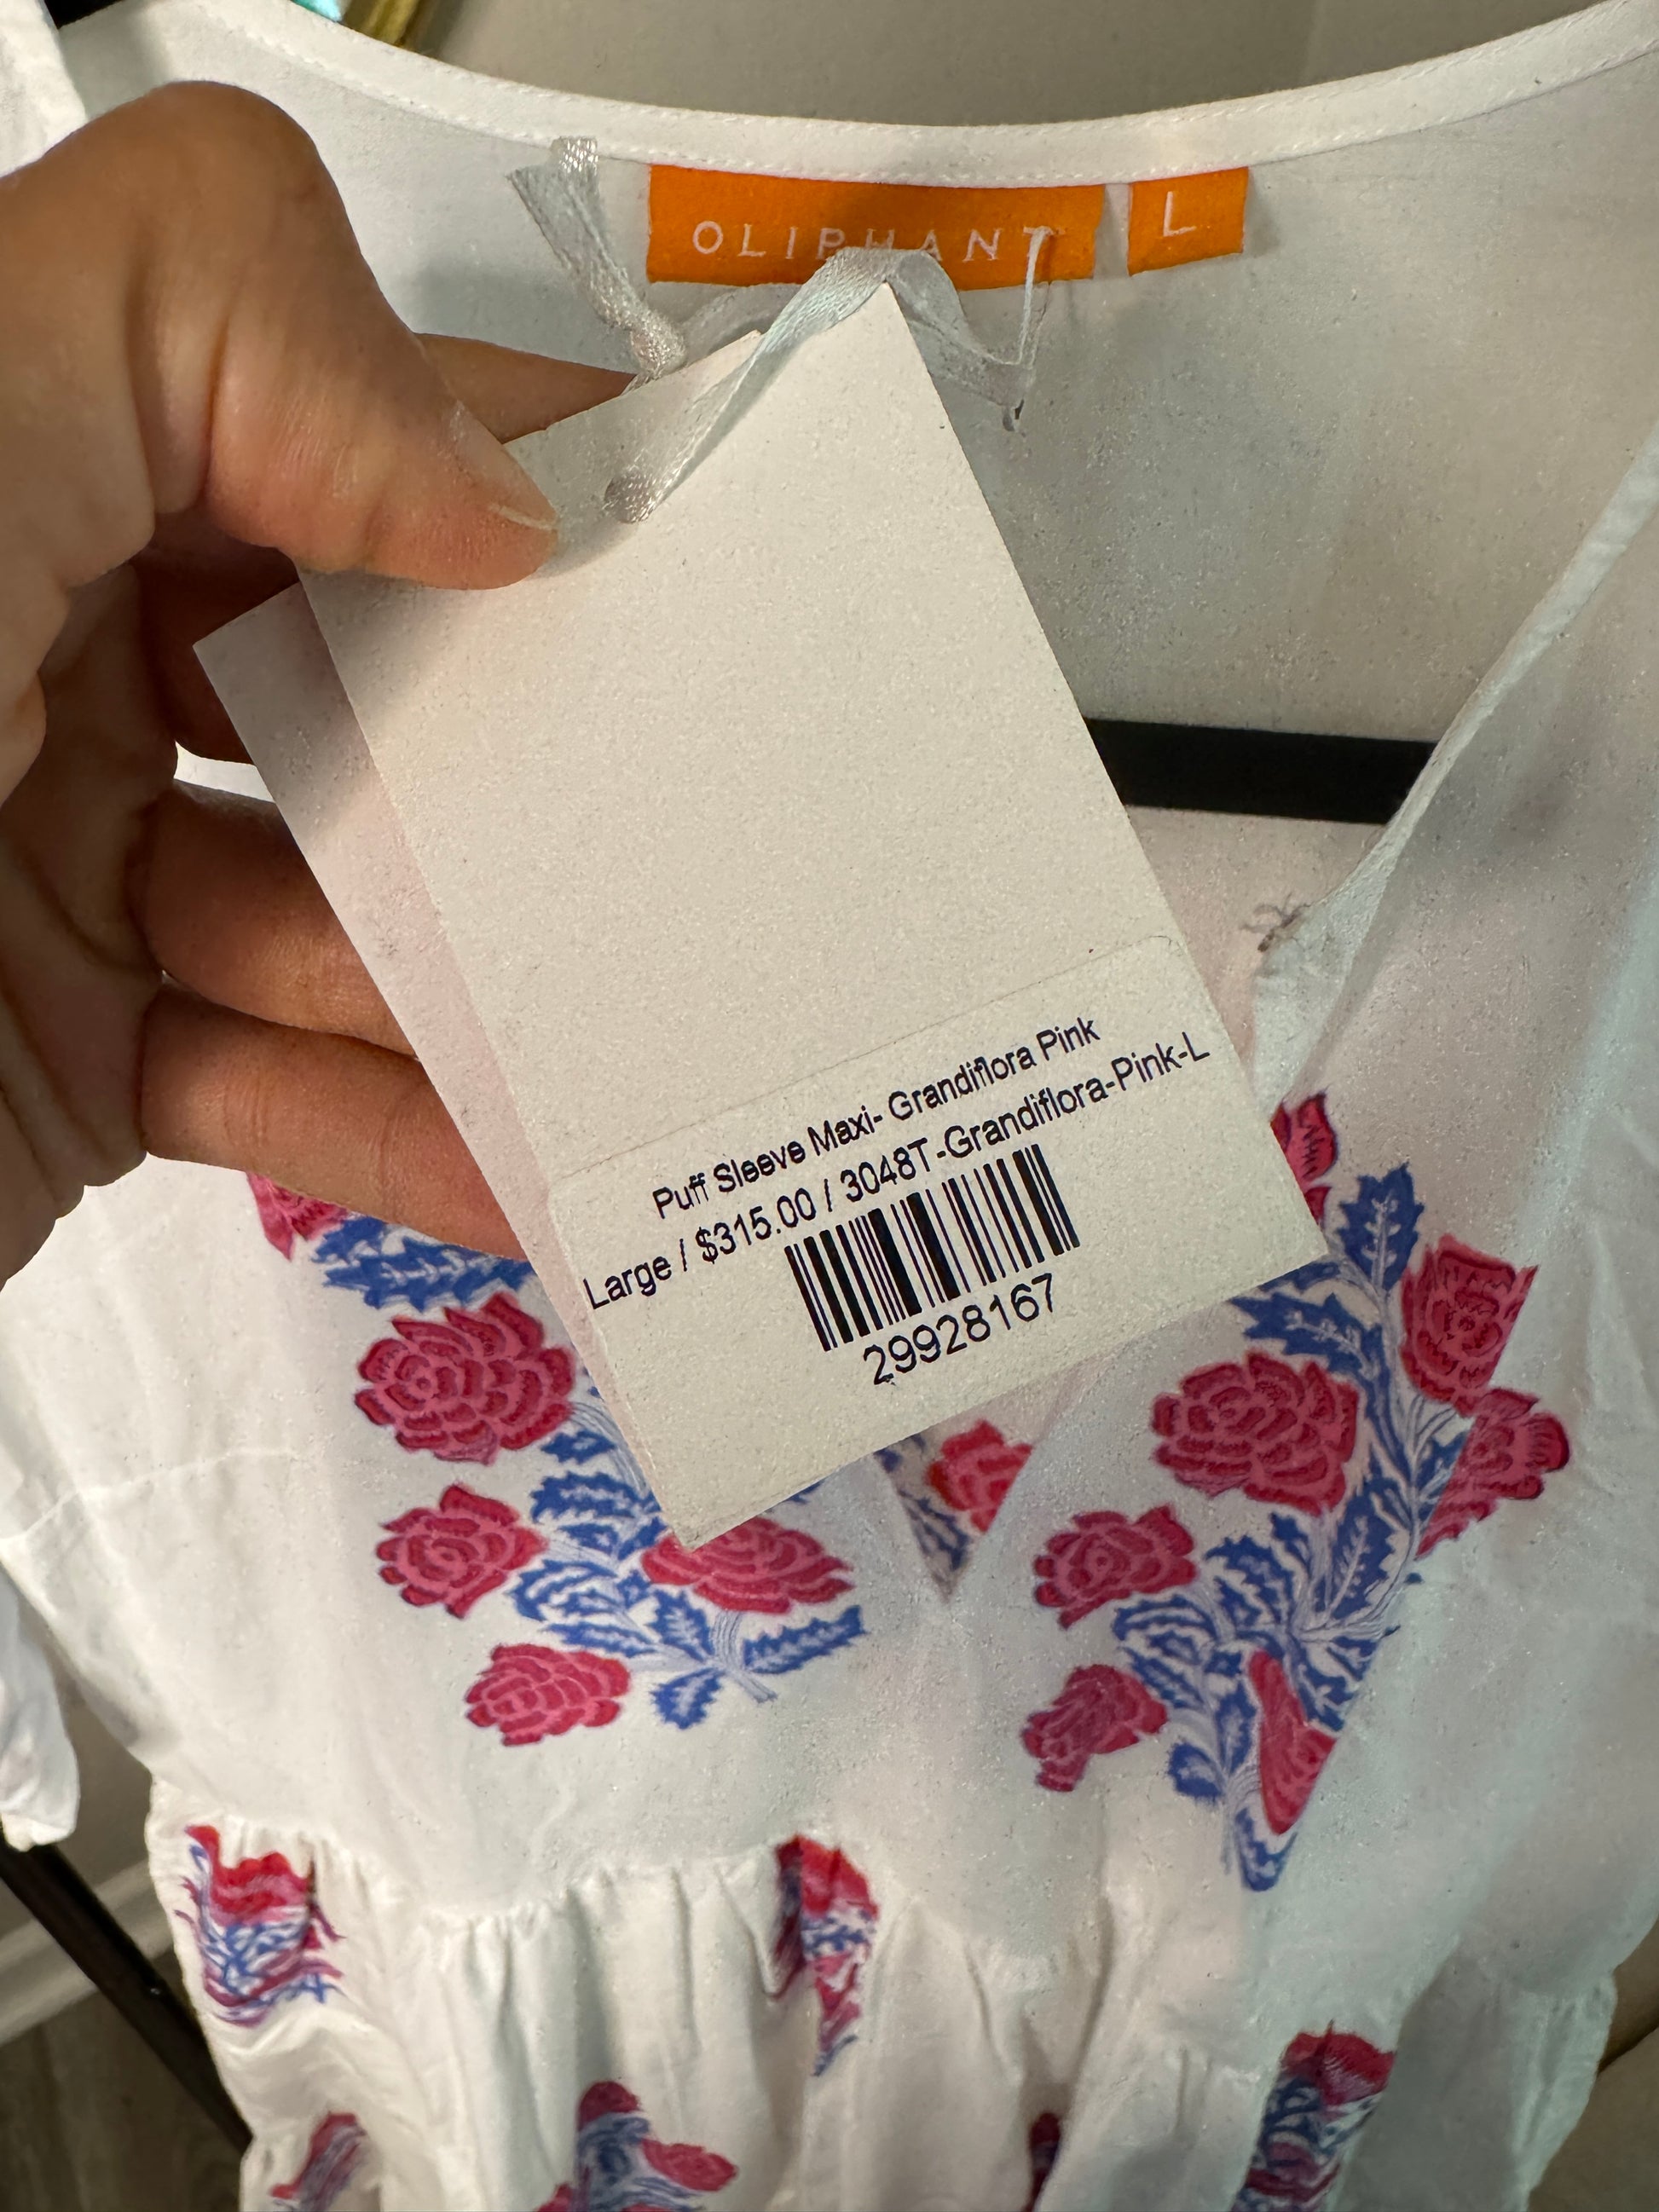 OLIPHANT L
Puff Sleeve Maxi- Grandiflora Pink
Large / $315.00 / 3048T-Grandiflora-Pink-L
29928167